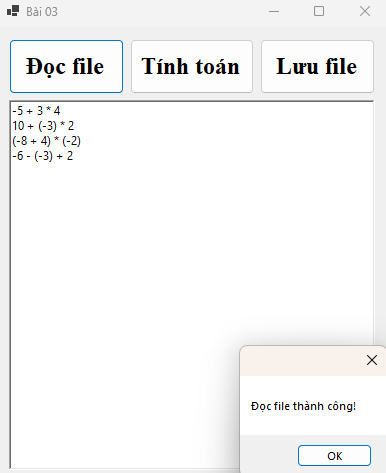 Bài 03
Đọc file Tính toán Lưu file
-5 + 3 * 4
10 + (-3) * 2
(-8 + 4) * (-2)
-6 - (-3) + 2
Đọc file thành công!
OK